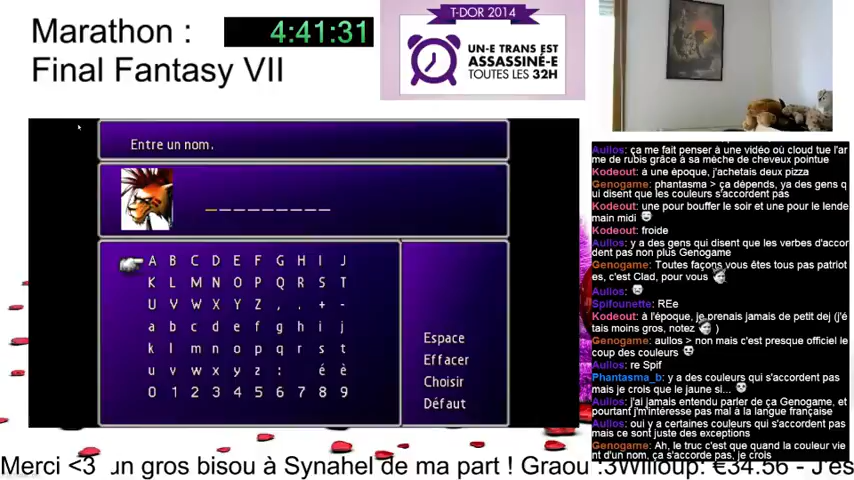 Marathon :
Final Fantasy VII
4:41:31
T-DOR 2014
UN-E TRANS EST
ASSASSINÉ-E
TOUTES LES 32H
Entre un nom.
A B C D E F G H I J
K L M N O P Q R S T
U V W X Y Z , . + -
a b c d e f g h i j
k l m n o p q r s t
u v w x y z : é è
0 1 2 3 4 5 6 7 8 9
Espace
Effacer
Choisir
Défaut
Aullos: ça me fait penser à une vidéo où cloud tue l'ar
me de rubis grâce à sa mèche de cheveux pointue
Kodeout: à une époque, j'achetais deux pizza
Genogame: phantasma > ça dépends, ya des gens q
ui disent que les couleurs s'accordent pas
Kodeout: une pour bouffer le soir et une pour le lende
main midi
Kodeout: froide
Aullos: y a des gens qui disent que les verbes d'accor
dent pas non plus Genogame
Genogame: Toutes façons vous êtes tous pas patriot
es, c'est Clad, pour vous
Aullos:
Spifounette: REe
Kodeout: à l'époque, je prenais jamais de petit dej (j'é
tais moins gros, notez )
Genogame: aullos > non mais c'est presque officiel le
coup des couleurs
Aullos: re Spif
Phantasma_b: y a des couleurs qui s'accordent pas
mais je crois que le jaune si...
Aullos: j'ai jamais entendu parler de ça Genogame, et
pourtant j'm'intéresse pas mal à la langue française
Aullos: oui y a certaines couleurs qui s'accordent pas
mais ce sont juste des exceptions
Genogame: Ah, le truc c'est que quand la couleur vie
nt d'un nom, ça s'accorde pas, je crois
Merci <3 un gros bisou à Synahel de ma part ! Graou :3 Willoup: €34.56 - J'es